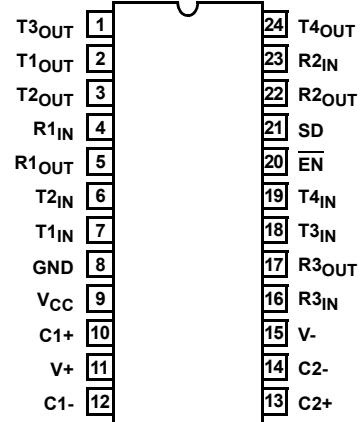 T3OUT 1 24 T4OUT
T1OUT 2 23 R2IN
T2OUT 3 22 R2OUT
R1IN 4 21 SD
R1OUT 5 20 EN
T2IN 6 19 T4IN
T1IN 7 18 T3IN
GND 8 17 R3OUT
VCC 9 16 R3IN
C1+ 10 15 V-
V+ 11 14 C2-
C1- 12 13 C2+